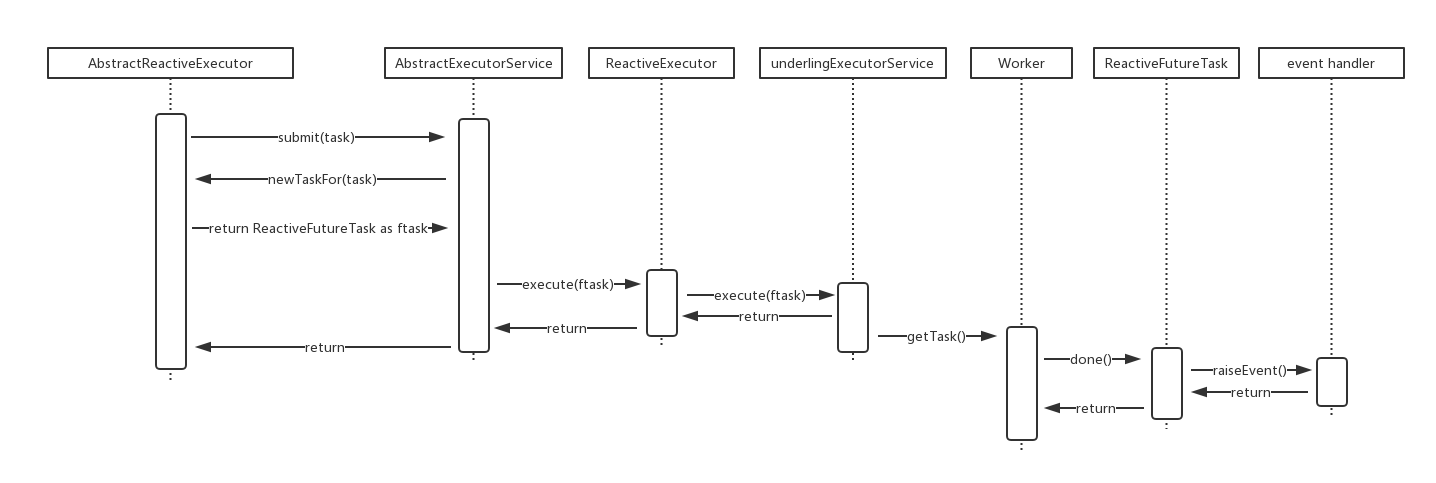 AbstractReactiveExecutor
AbstractExecutorService
ReactiveExecutor
underlingExecutorService
Worker
ReactiveFutureTask
event handler
submit(task)
newTaskFor(task)
return ReactiveFutureTask as ftask
execute(ftask)
execute(ftask)
return
return
getTask()
return
done()
raiseEvent()
return
return